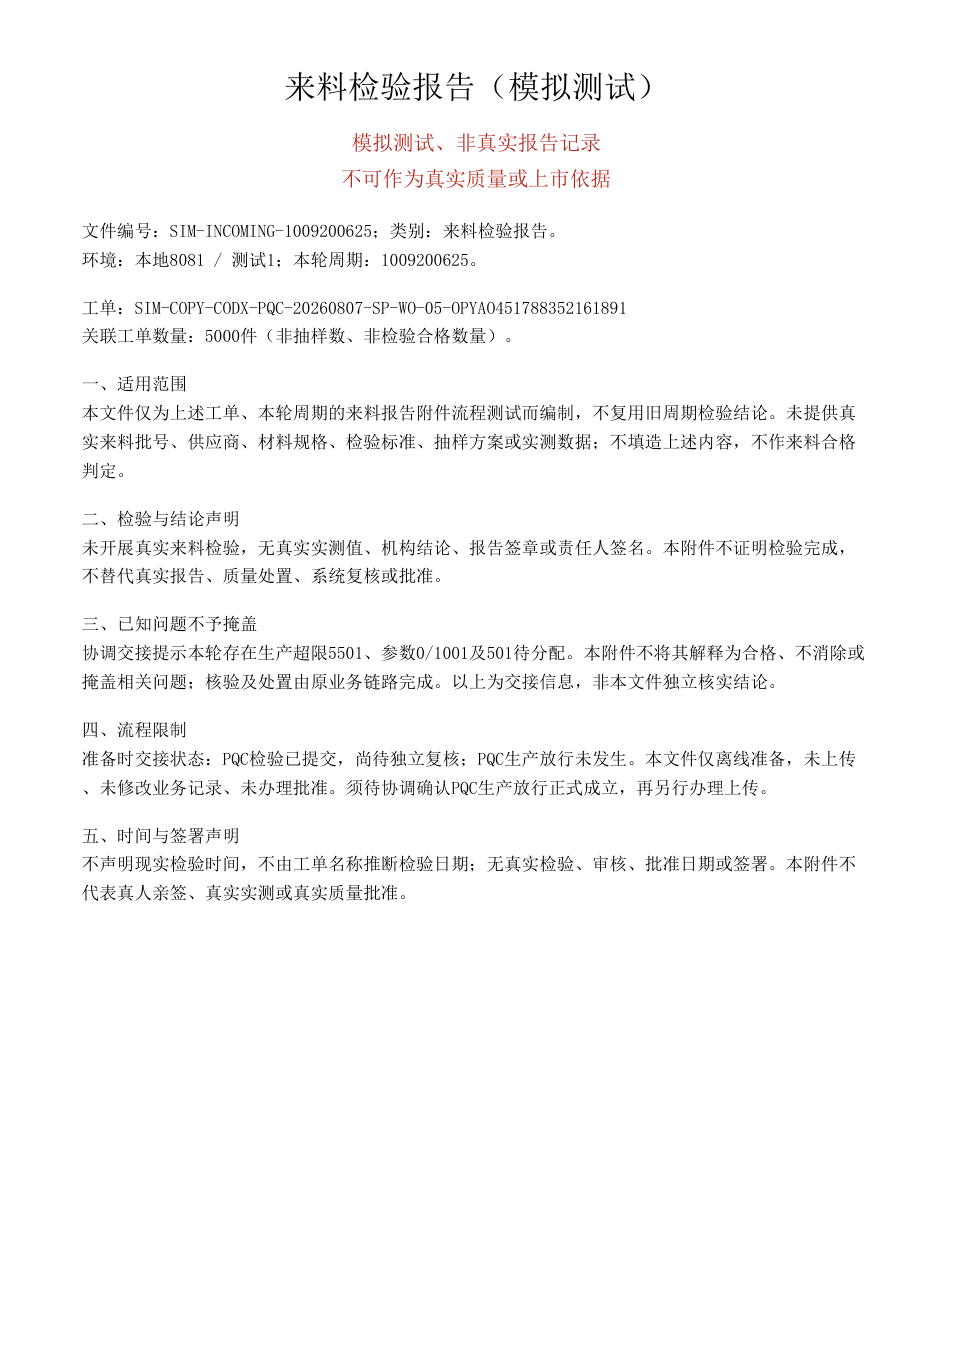 来料检验报告（模拟测试）
模拟测试、非真实报告记录
不可作为真实质量或上市依据
文件编号：SIM-INCOMING-1009200625；类别：来料检验报告。
环境：本地8081 / 测试1；本轮周期：1009200625。
工单：SIM-COPY-CODX-PQC-20260807-SP-WO-05-OPYAO451788352161891
关联工单数量：5000件（非抽样数、非检验合格数量）。
一、适用范围
本文件仅为上述工单、本轮周期的来料报告附件流程测试而编制，不复用旧周期检验结论。未提供真
实来料批号、供应商、材料规格、检验标准、抽样方案或实测数据；不填造上述内容，不作来料合格
判定。
二、检验与结论声明
未开展真实来料检验，无真实实测值、机构结论、报告签章或责任人签名。本附件不证明检验完成，
不替代真实报告、质量处置、系统复核或批准。
三、已知问题不予掩盖
协调交接提示本轮存在生产超限5501、参数0/1001及501待分配。本附件不将其解释为合格、不消除或
掩盖相关问题；核验及处置由原业务链路完成。以上为交接信息，非本文件独立核实结论。
四、流程限制
准备时交接状态：PQC检验已提交，尚待独立复核；PQC生产放行未发生。本文件仅离线准备，未上传
、未修改业务记录、未办理批准。须待协调确认PQC生产放行正式成立，再另行办理上传。
五、时间与签署声明
不声明现实检验时间，不由工单名称推断检验日期；无真实检验、审核、批准日期或签署。本附件不
代表真人亲签、真实实测或真实质量批准。